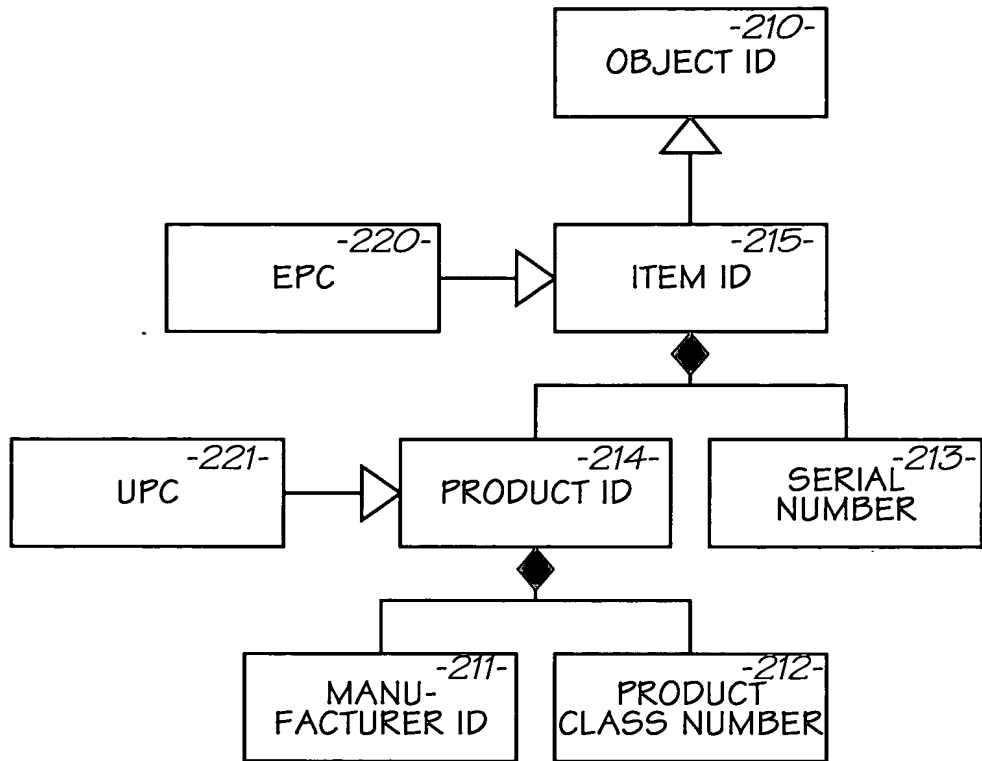 -210-
OBJECT ID
-220-
EPC
-215-
ITEM ID
-221-
UPC
-214-
PRODUCT ID
-213-
SERIAL
NUMBER
-211-
MANU-
FACTURER ID
-212-
PRODUCT
CLASS NUMBER